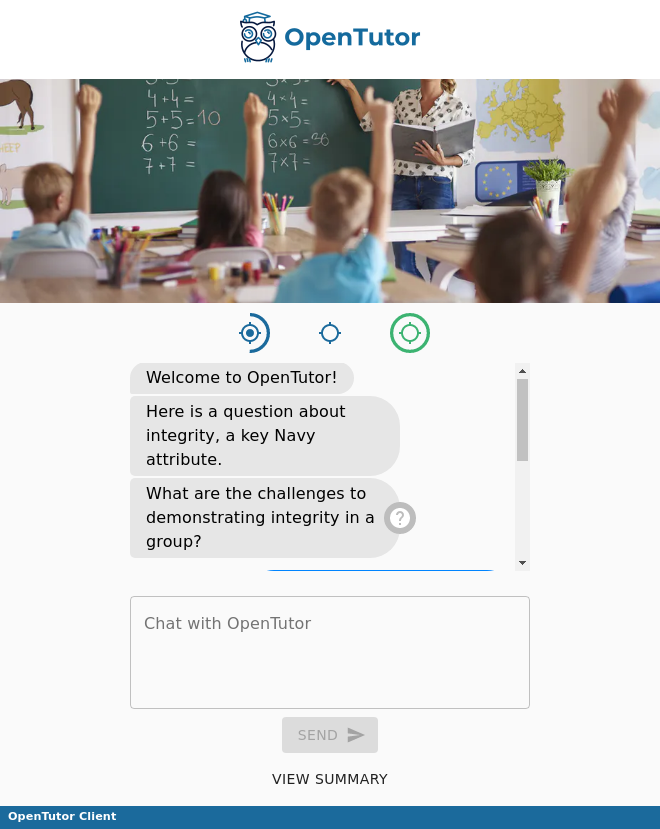 OpenTutor
4+4=
4×4=
5+5=10
5×5=
6+6=
6×6=36
7+7=
7×7=
Welcome to OpenTutor!
Here is a question about
integrity, a key Navy
attribute.
What are the challenges to
demonstrating integrity in a
group?
?
Chat with OpenTutor
SEND
VIEW SUMMARY
OpenTutor Client